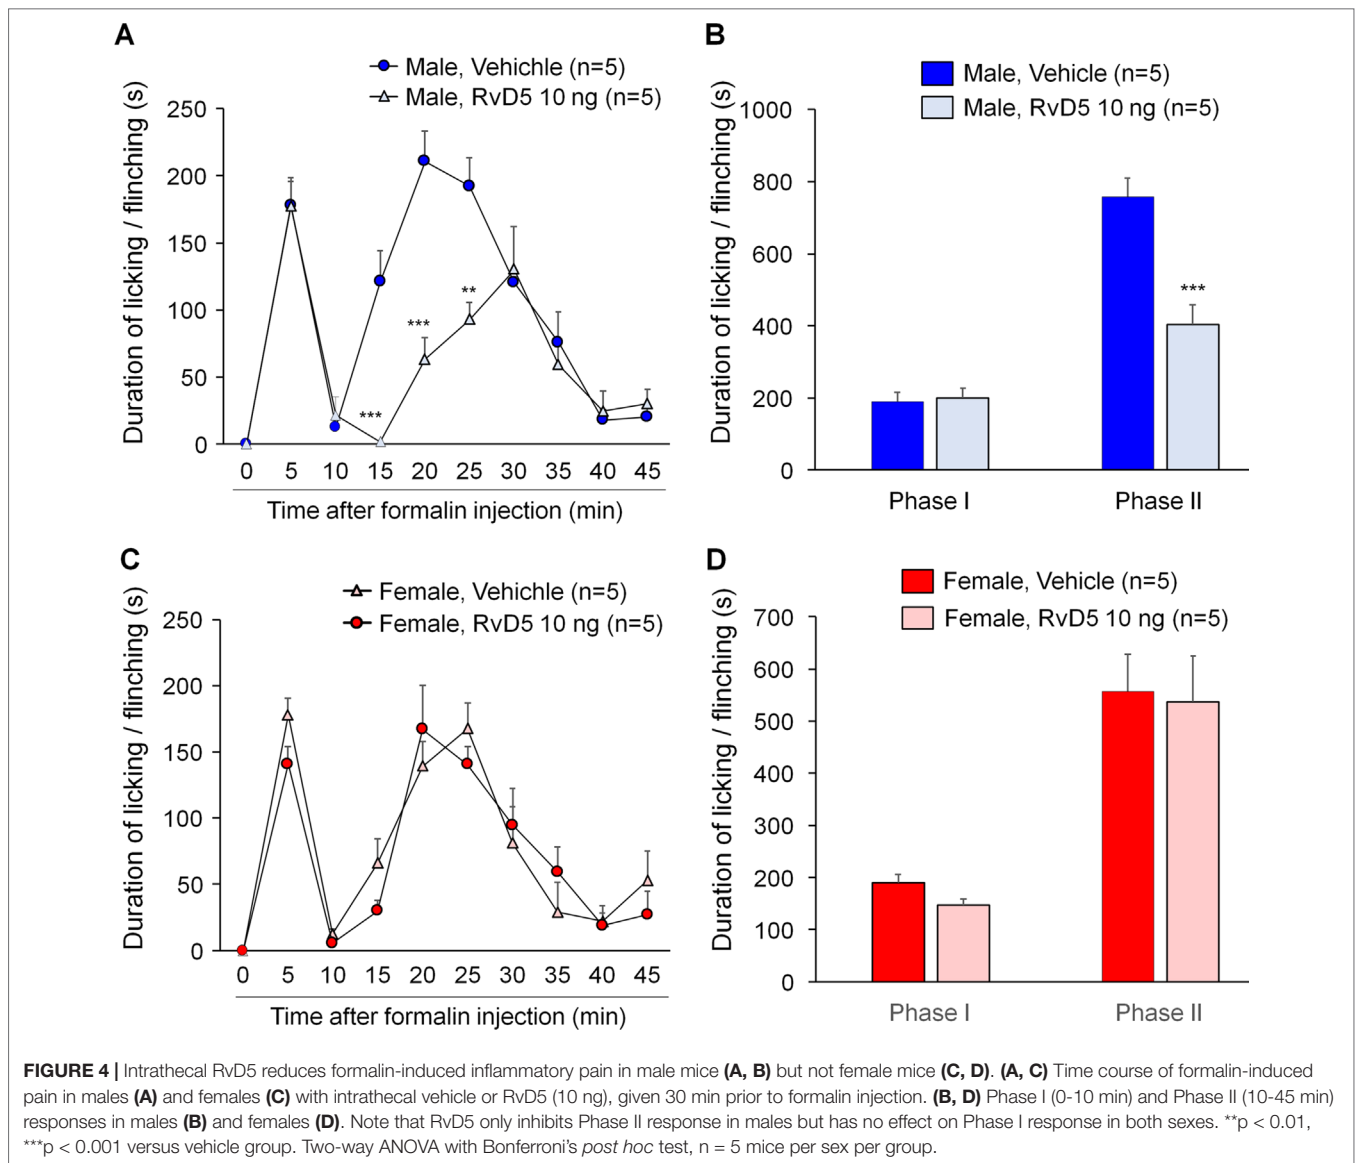 A
Male, Vehichle (n=5)
Male, RvD5 10 ng (n=5)
Duration of licking / flinching (s)
250
200
150
100
50
0
***
***
**
0 5 10 15 20 25 30 35 40 45
Time after formalin injection (min)
B
Male, Vehicle (n=5)
Male, RvD5 10 ng (n=5)
Duration of licking / flinching (s)
1000
800
600
400
200
0
***
Phase I Phase II
C
Female, Vehichle (n=5)
Female, RvD5 10 ng (n=5)
Duration of licking / flinching (s)
250
200
150
100
50
0
0 5 10 15 20 25 30 35 40 45
Time after formalin injection (min)
D
Female, Vehicle (n=5)
Female, RvD5 10 ng (n=5)
Duration of licking / flinching (s)
700
600
500
400
300
200
100
0
Phase I Phase II
FIGURE 4 | Intrathecal RvD5 reduces formalin-induced inflammatory pain in male mice (A, B) but not female mice (C, D). (A, C) Time course of formalin-induced
pain in males (A) and females (C) with intrathecal vehicle or RvD5 (10 ng), given 30 min prior to formalin injection. (B, D) Phase I (0-10 min) and Phase II (10-45 min)
responses in males (B) and females (D). Note that RvD5 only inhibits Phase II response in males but has no effect on Phase I response in both sexes. **p < 0.01,
***p < 0.001 versus vehicle group. Two-way ANOVA with Bonferroni's post hoc test, n = 5 mice per sex per group.